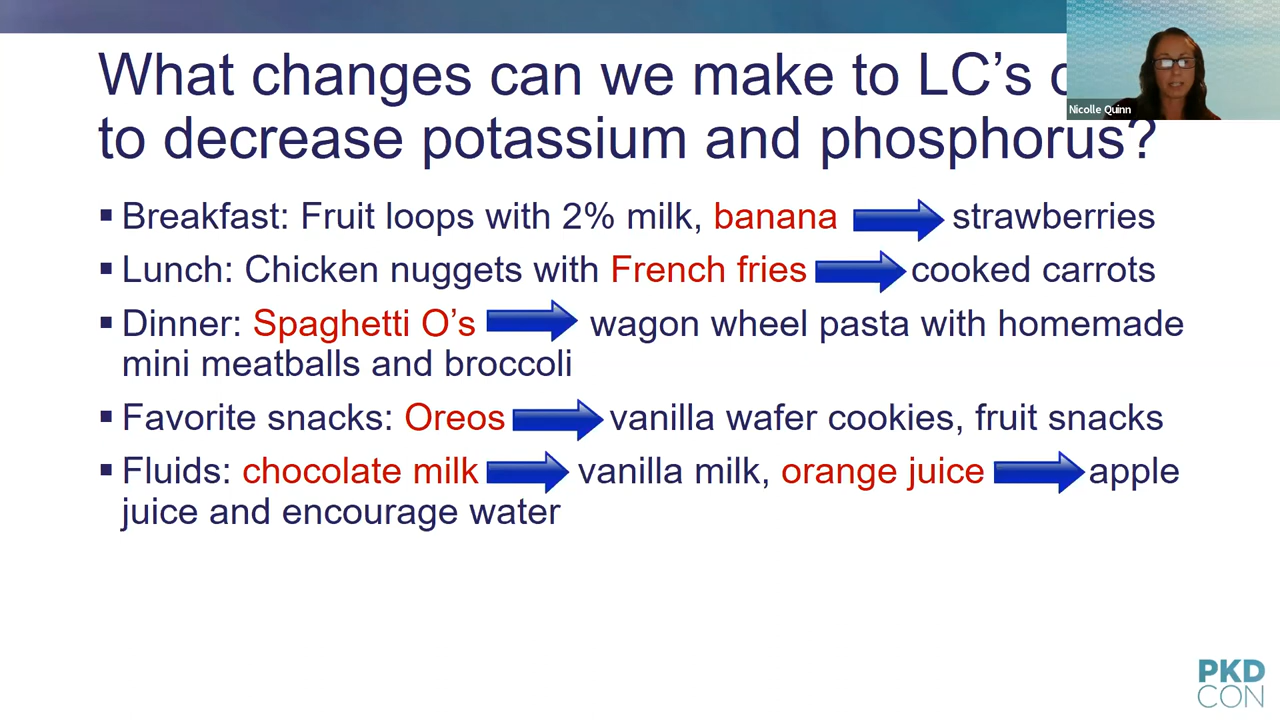 What changes can we make to LC's
to decrease potassium and phosphorus?
Nicolle Quinn
▪ Breakfast: Fruit loops with 2% milk, banana strawberries
▪ Lunch: Chicken nuggets with French fries cooked carrots
▪ Dinner: Spaghetti O's wagon wheel pasta with homemade
mini meatballs and broccoli
▪ Favorite snacks: Oreos vanilla wafer cookies, fruit snacks
▪ Fluids: chocolate milk vanilla milk, orange juice apple
juice and encourage water
PKD
CON